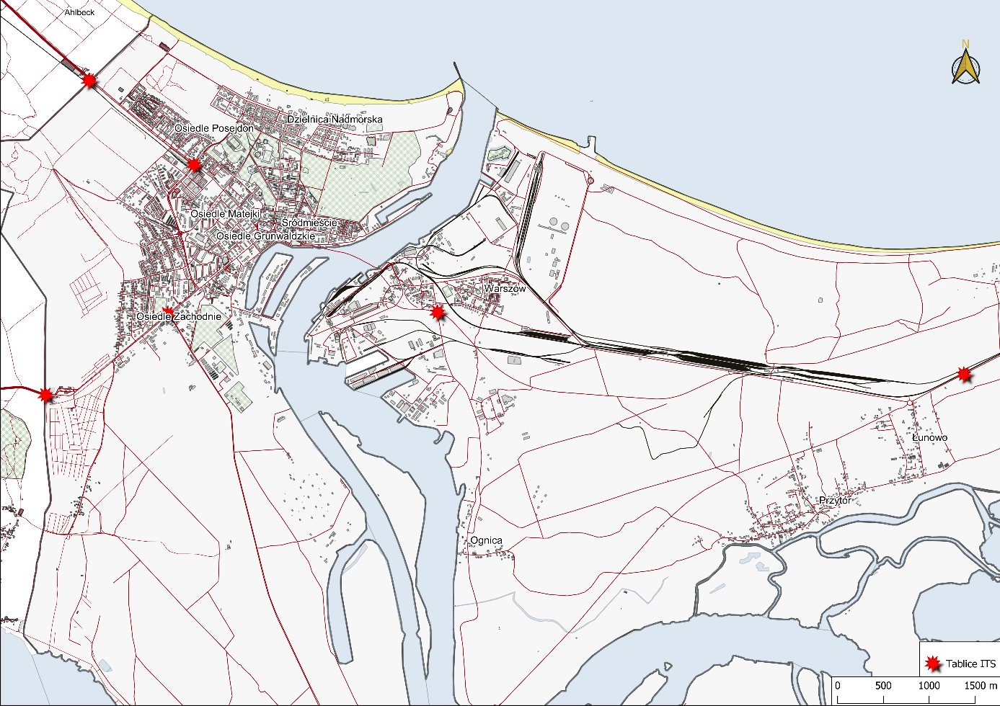 Ahlbeck
N
Dzielnica Nadmorska
Osiedle Posejdon
Osiedle Matejki
Śródmieście
Osiedle Grunwaldzkie
Warszów
Osiedle Zachodnie
Łunowo
Przytór
Ognica
Tablice ITS
0 500 1000 1500 m